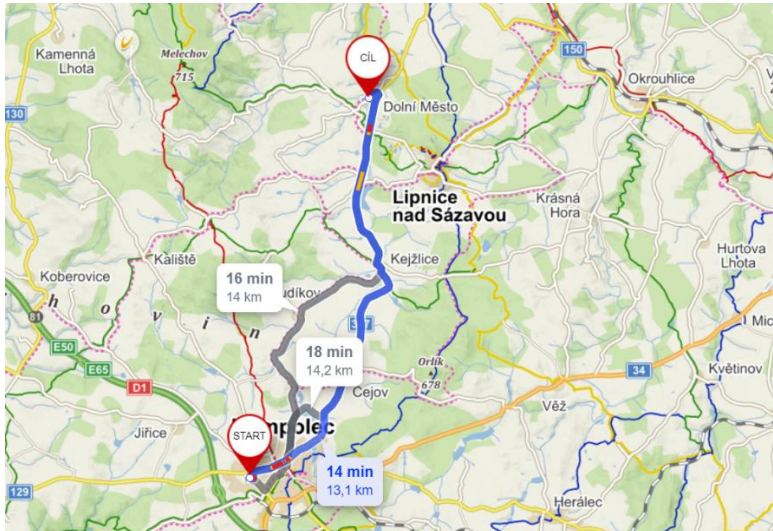 Kamenná
Lhota
Melechov
715
CÍL
150
Okrouhlice
130
Dolní Město
Lipnice
nad Sázavou
Krásná
Hora
Kaliště
Kejžlice
Hurtova
Lhota
Koberovice
16 min
14 km
81
E50
E65
D1
18 min
14,2 km
Orlík
678
34
Květinov
Cejov
Věž
Jiřice
START
14 min
13,1 km
129
Herálec